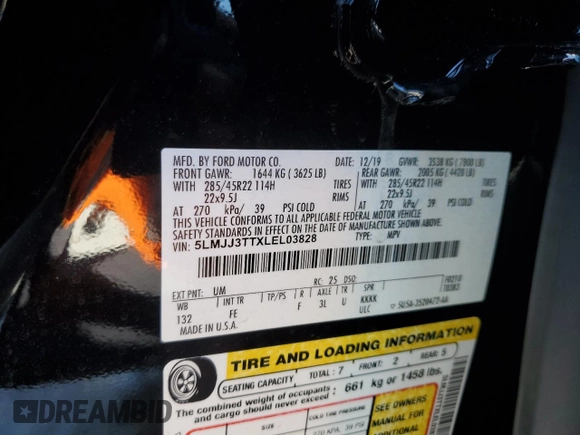 MFD. BY FORD MOTOR CO.
DATE: 12/19 GVWR: 3538 KG ( 7800 LB)
FRONT GAWR: 1644 KG ( 3625 LB) REAR GAWR: 2005 KG ( 4420 LB)
WITH 285/45R22 114H TIRES WITH 285/45R22 114H TIRES
22x9.5J RIMS 22x9.5J RIMS
AT 270 kPa/ 39 PSI COLD AT 270 kPa/ 39 PSI COLD
THIS VEHICLE CONFORMS TO ALL APPLICABLE FEDERAL MOTOR VEHICLE
SAFETY STANDARDS IN EFFECT ON THE DATE OF MANUFACTURE SHOWN ABOVE.
VIN: 5LMJJ3TTXLEL03828 TYPE: MPV
EXT PNT: UM RC: 25 DSO:
WB INT TR TP/PS R AXLE TR SPR
132 FE F 3L U KKKK
ULC
MADE IN U.S.A.
TIRE AND LOADING INFORMATION
SEATING CAPACITY TOTAL: 7 FRONT: 2 REAR: 5
The combined weight of occupants and cargo should never exceed: 661 kg or 1458 lbs.
COLD TIRE PRESSURE
SEE OWNERS
MANUAL FOR
ADDITIONAL
DREAMBID